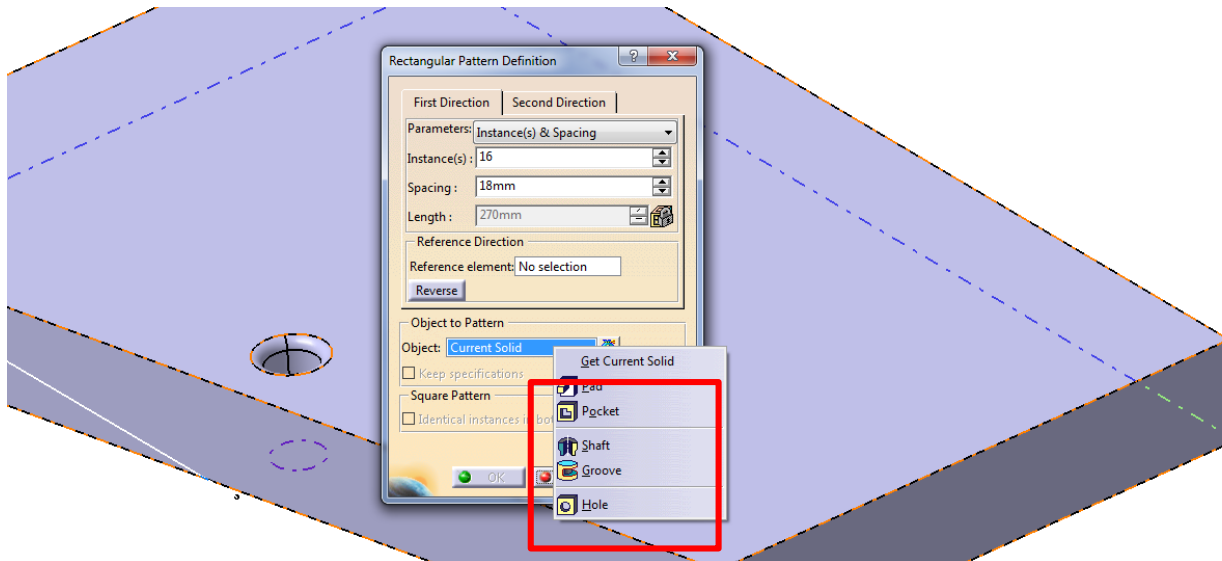 Rectangular Pattern Definition
First Direction
Second Direction
Parameters: Instance(s) & Spacing
Instance(s) : 16
Spacing : 18mm
Length : 270mm
Reference Direction
Reference element: No selection
Reverse
Object to Pattern
Object: Current Solid
Get Current Solid
Keep specifications
Pad
Square Pattern
Pocket
Identical instances in
Shaft
Groove
OK
Hole